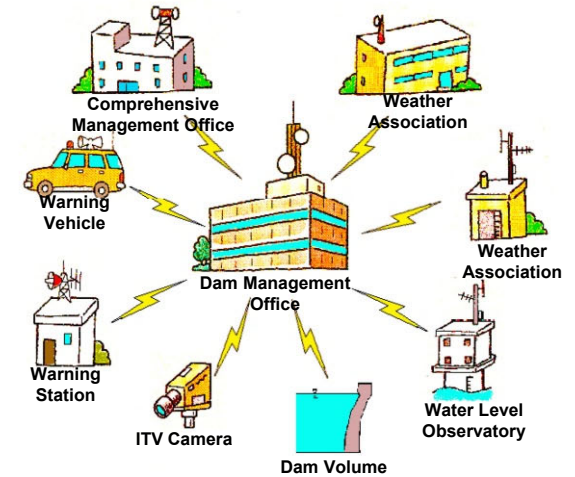 Comprehensive
Management Office
Weather
Association
Warning
Vehicle
Weather
Association
Dam Management
Office
Warning
Station
ITV Camera
Dam Volume
Water Level
Observatory